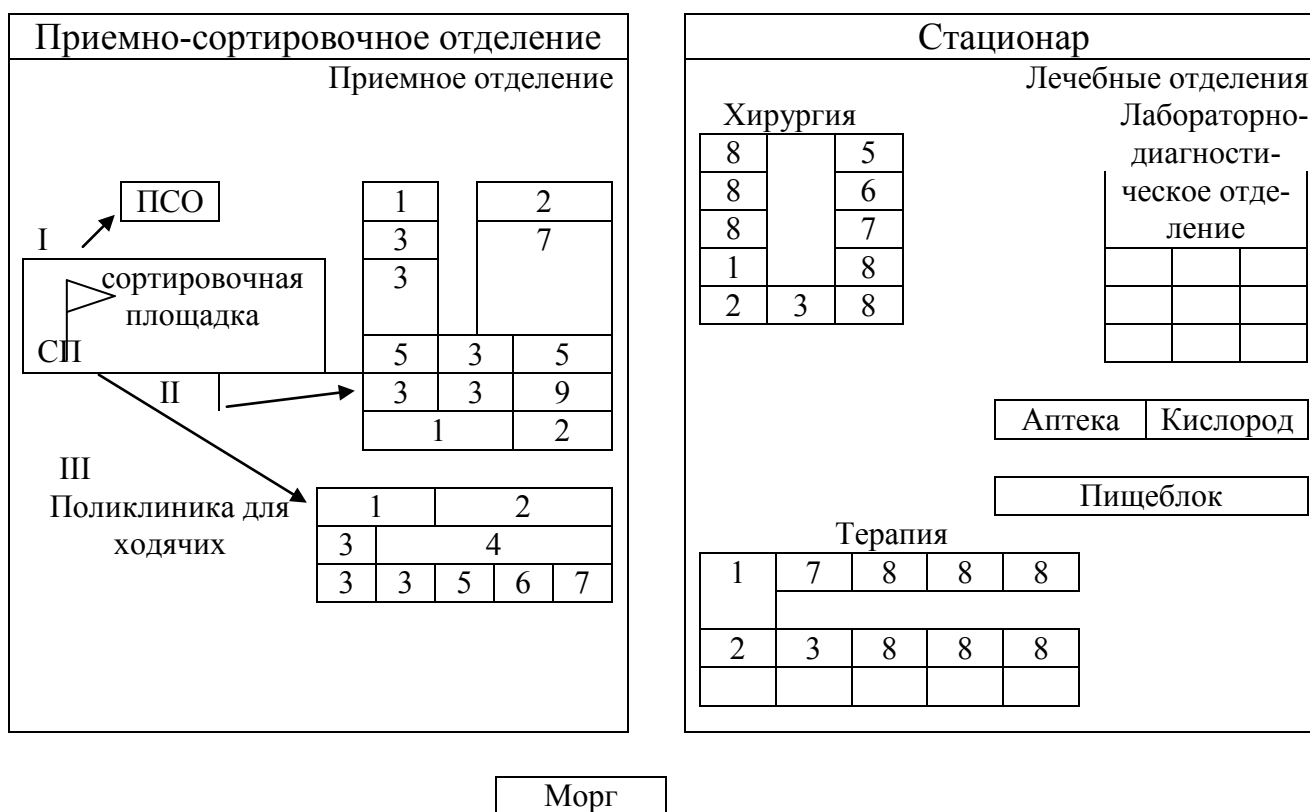 Приемно-сортировочное отделение
Приемное отделение
ПСО
I
сортировочная
площадка
СП
II
III
1 2
3 7
3
5 3 5
3 3 9
1 2
Поликлиника для
ходячих
1 2
3 4
3 3 5 6 7
Стационар
Лечебные отделения
Хирургия
8 5
8 6
8 7
1 8
2 3 8
Лабораторно-
диагности-
ческое отде-
ление
Аптека Кислород
Пищеблок
Терапия
1 7 8 8 8
2 3 8 8 8
Морг